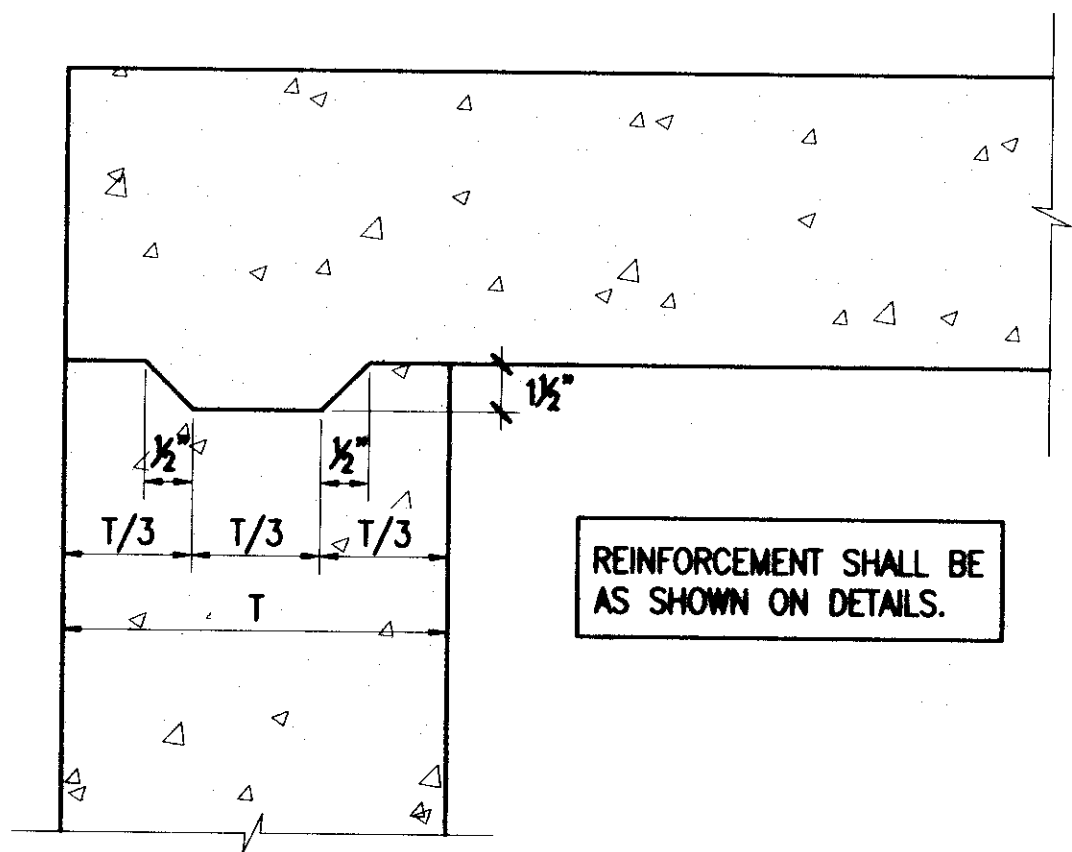 1½"
½" ½"
T/3 T/3 T/3
T
REINFORCEMENT SHALL BE
AS SHOWN ON DETAILS.